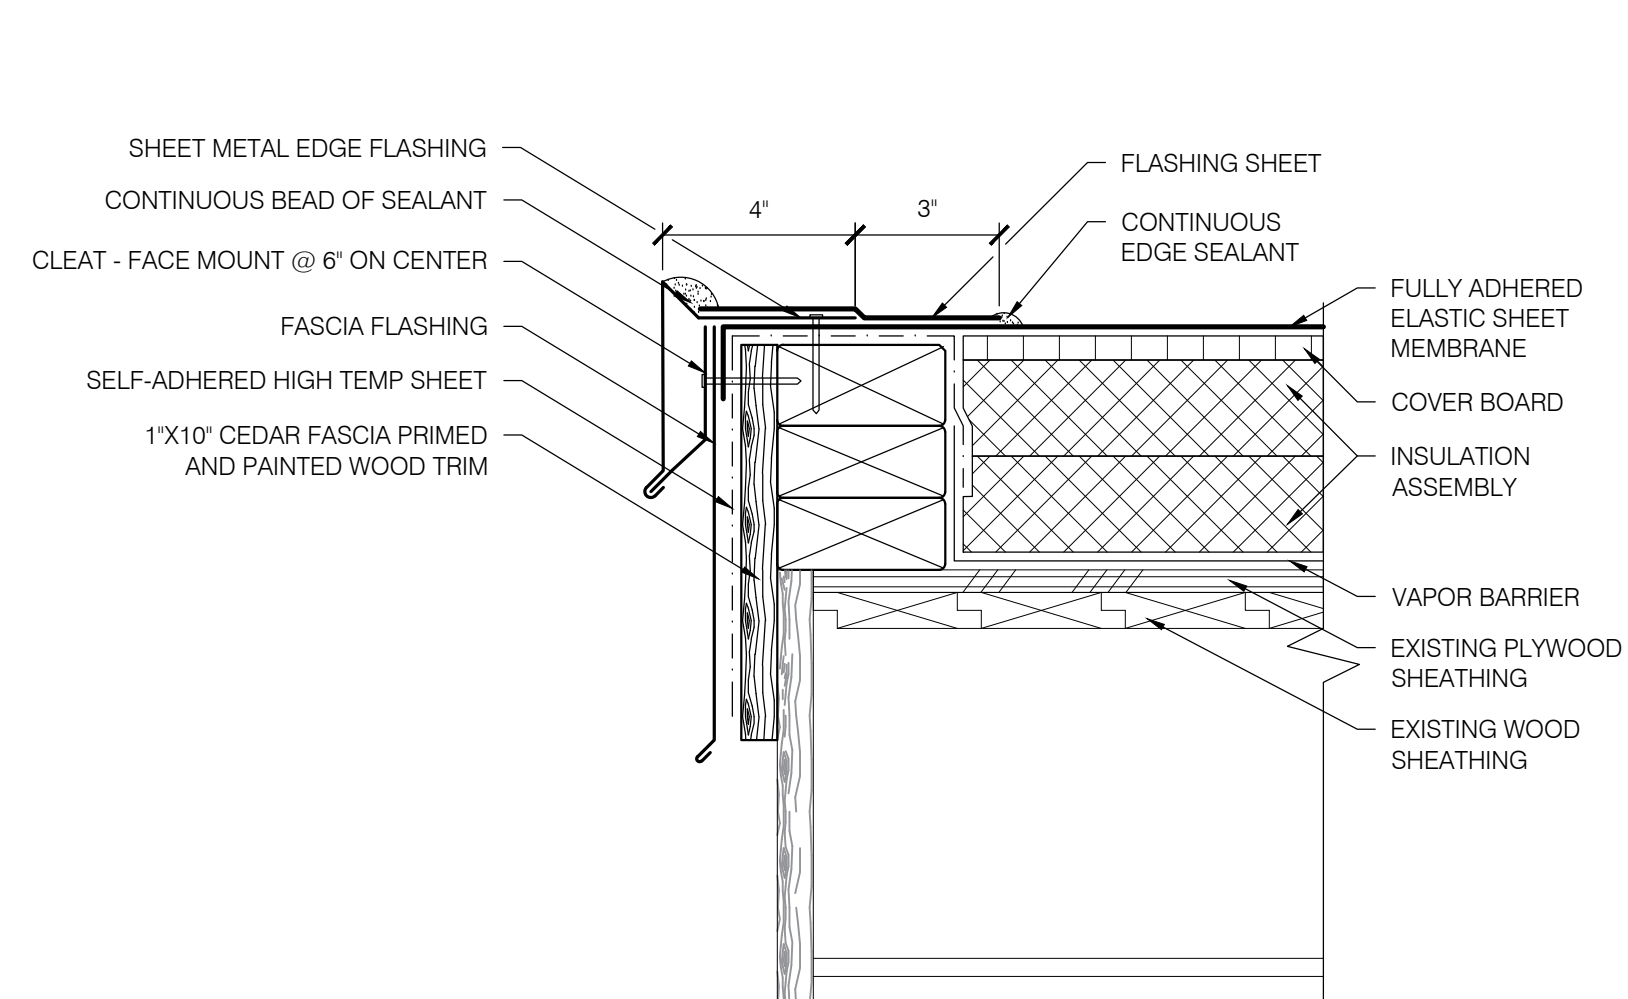 SHEET METAL EDGE FLASHING
CONTINUOUS BEAD OF SEALANT
CLEAT - FACE MOUNT @ 6" ON CENTER
FASCIA FLASHING
SELF-ADHERED HIGH TEMP SHEET
1"X10" CEDAR FASCIA PRIMED
AND PAINTED WOOD TRIM
4"
3"
FLASHING SHEET
CONTINUOUS
EDGE SEALANT
FULLY ADHERED
ELASTIC SHEET
MEMBRANE
COVER BOARD
INSULATION
ASSEMBLY
VAPOR BARRIER
EXISTING PLYWOOD
SHEATHING
EXISTING WOOD
SHEATHING